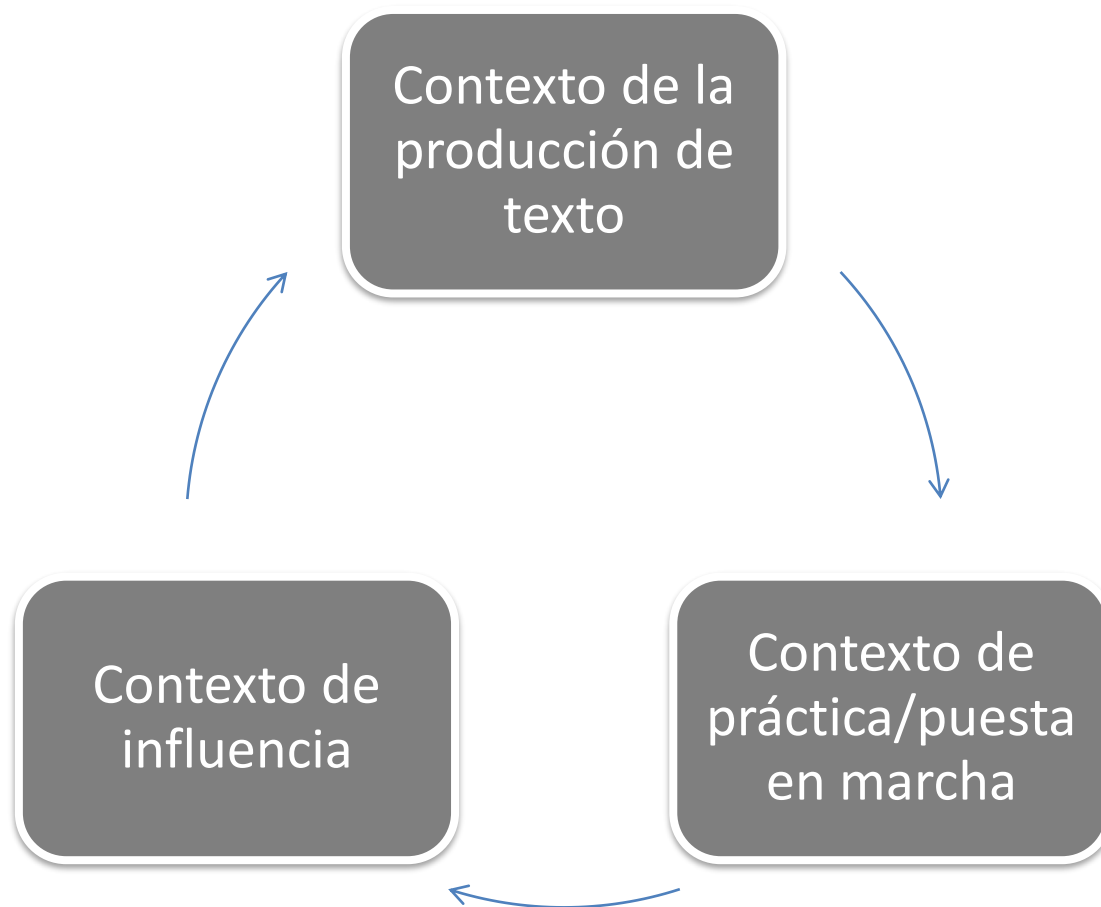 Contexto de la
producción de
texto
Contexto de
influencia
Contexto de
práctica/puesta
en marcha